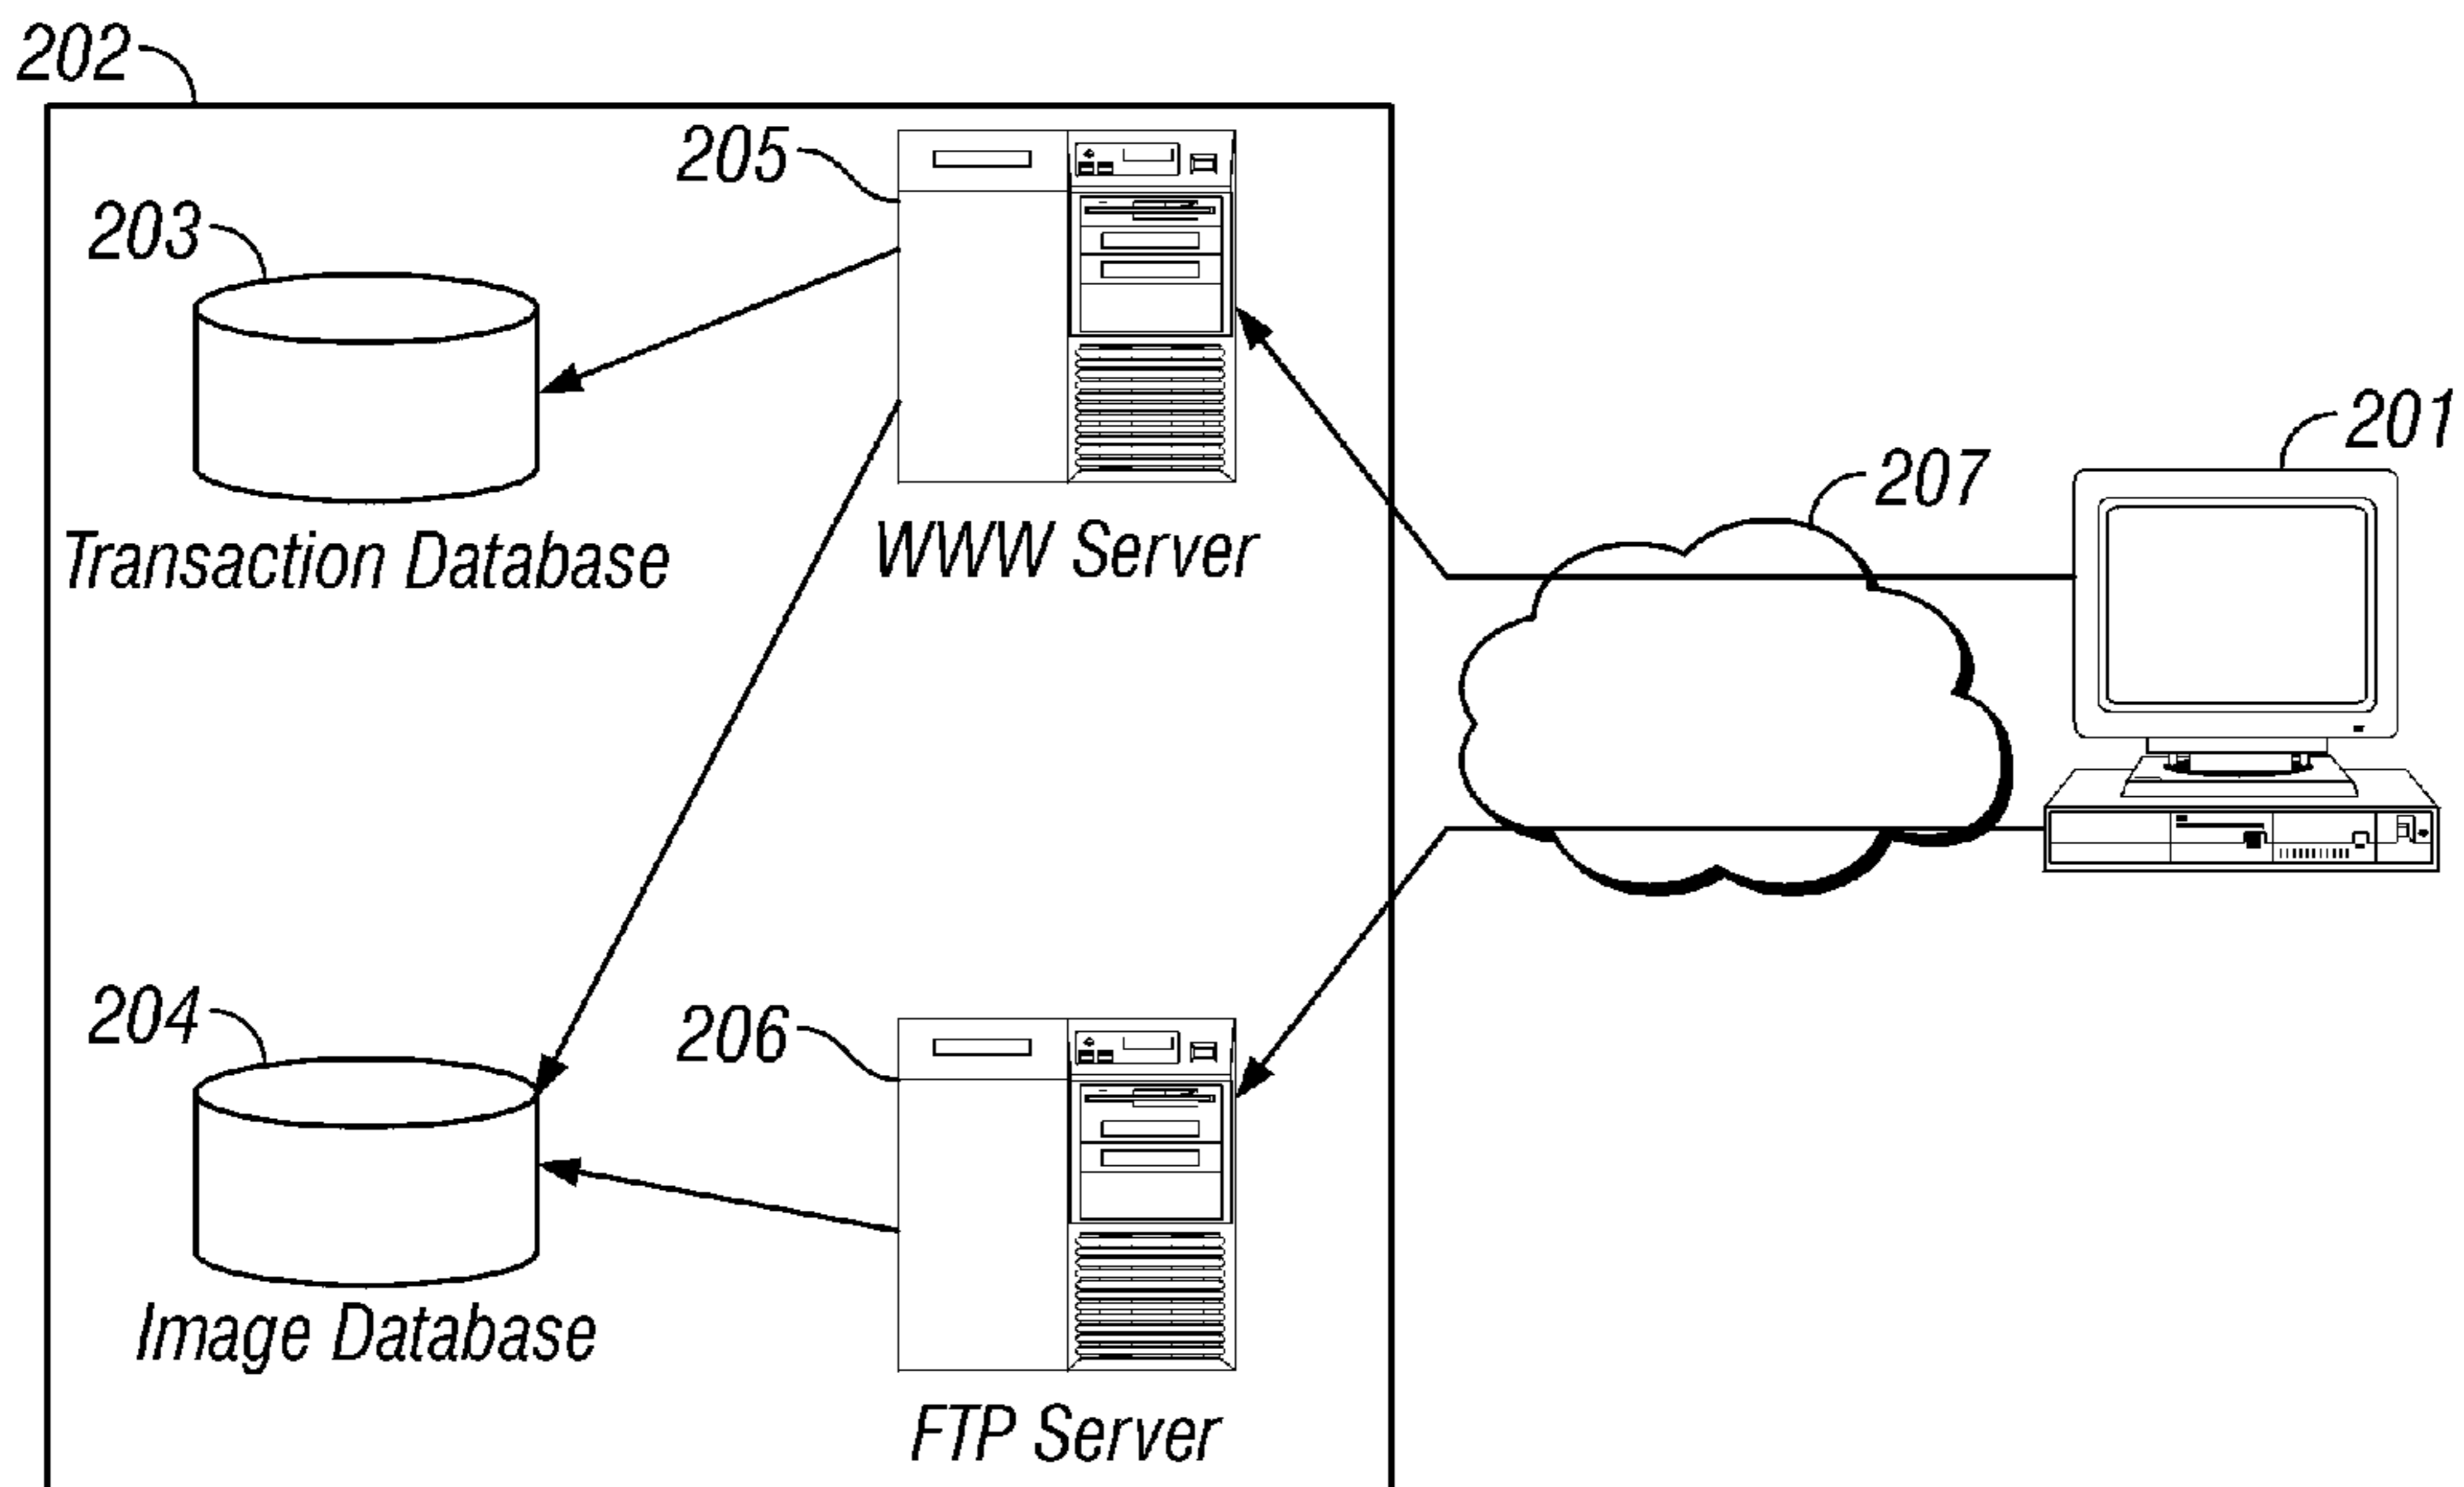 202
205
203
201
207
Transaction Database
WWW Server
204
206
Image Database
FTP Server